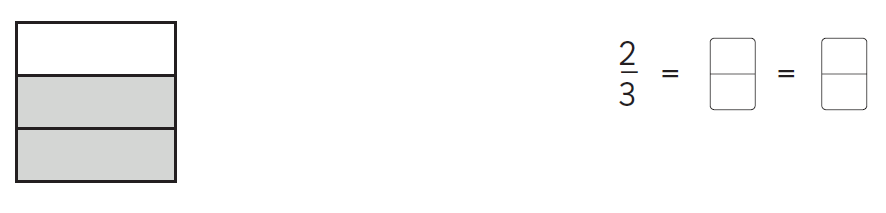 2/3 = =